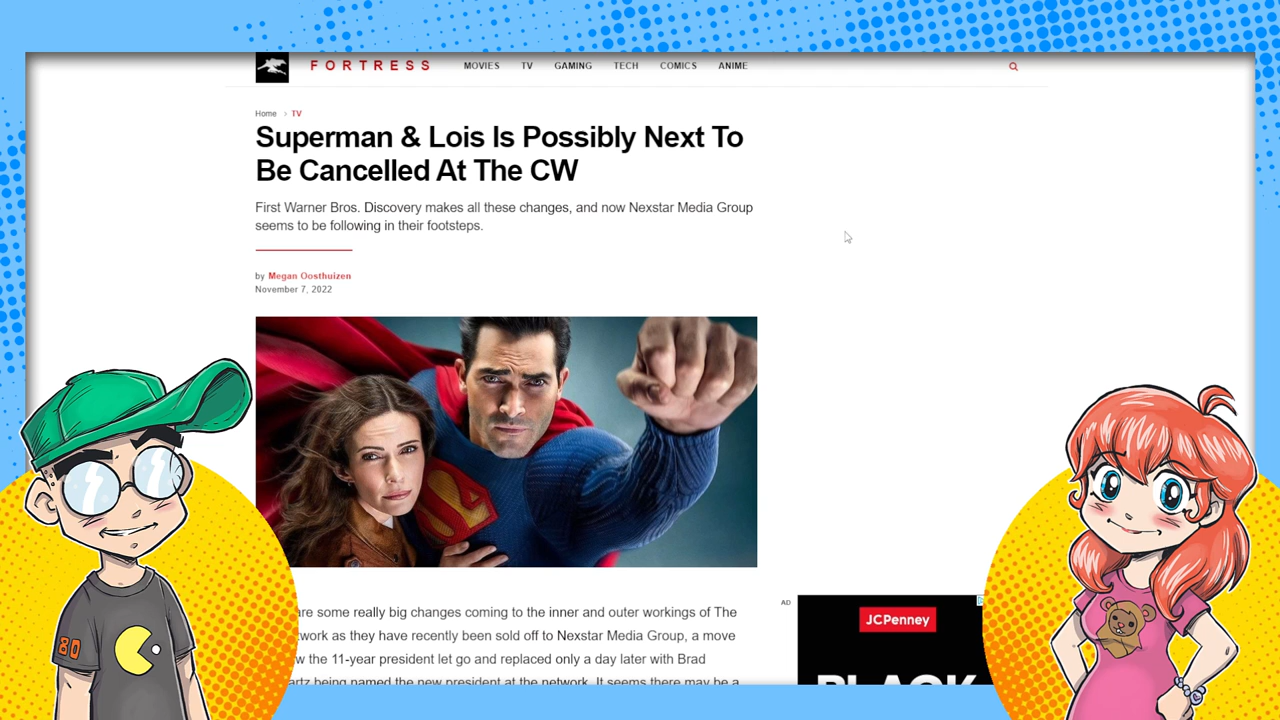 FORTRESS
MOVIES TV GAMING TECH COMICS ANIME
Home > TV
Superman & Lois Is Possibly Next To
Be Cancelled At The CW
First Warner Bros. Discovery makes all these changes, and now Nexstar Media Group
seems to be following in their footsteps.
by Megan Oosthuizen
November 7, 2022
are some really big changes coming to the inner and outer workings of The
as they have recently been sold off to Nexstar Media Group, a move
the 11-year president let go and replaced only a day later with Brad
being named the new president at the network. It seems there may be a
AD
JCPenney
BLACK
80